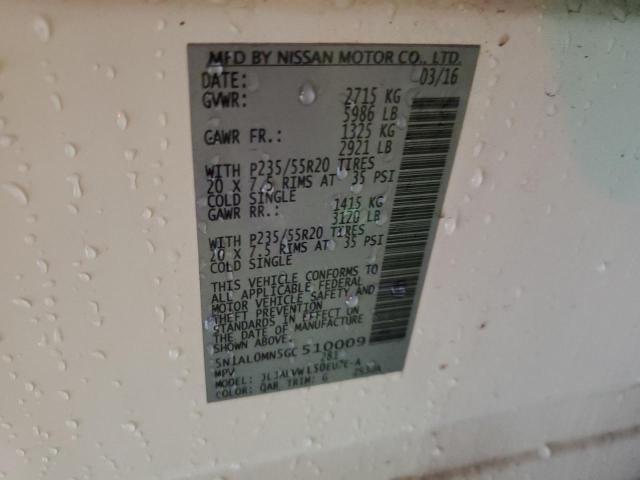 MFD BY NISSAN MOTOR CO., LTD.
DATE: 03/16
GVWR: 2715 KG
5986 LB
GAWR FR.: 1325 KG
2921 LB
WITH P235/55R20 TIRES
20 X 7.5 RIMS AT 35 PSI
COLD SINGLE
GAWR RR.: 1415 KG
3120 LB
WITH P235/55R20 TIRES
20 X 7.5 RIMS AT 35 PSI
COLD SINGLE
THIS VEHICLE CONFORMS TO
ALL APPLICABLE FEDERAL
MOTOR VEHICLE SAFETY AND
THEFT PREVENTION
STANDARDS IN EFFECT ON
THE DATE OF MANUFACTURE
SHOWN ABOVE.
5N1AL0MN5GC510009
MPV 281
MODEL:
COLOR: QAB TRIM: G